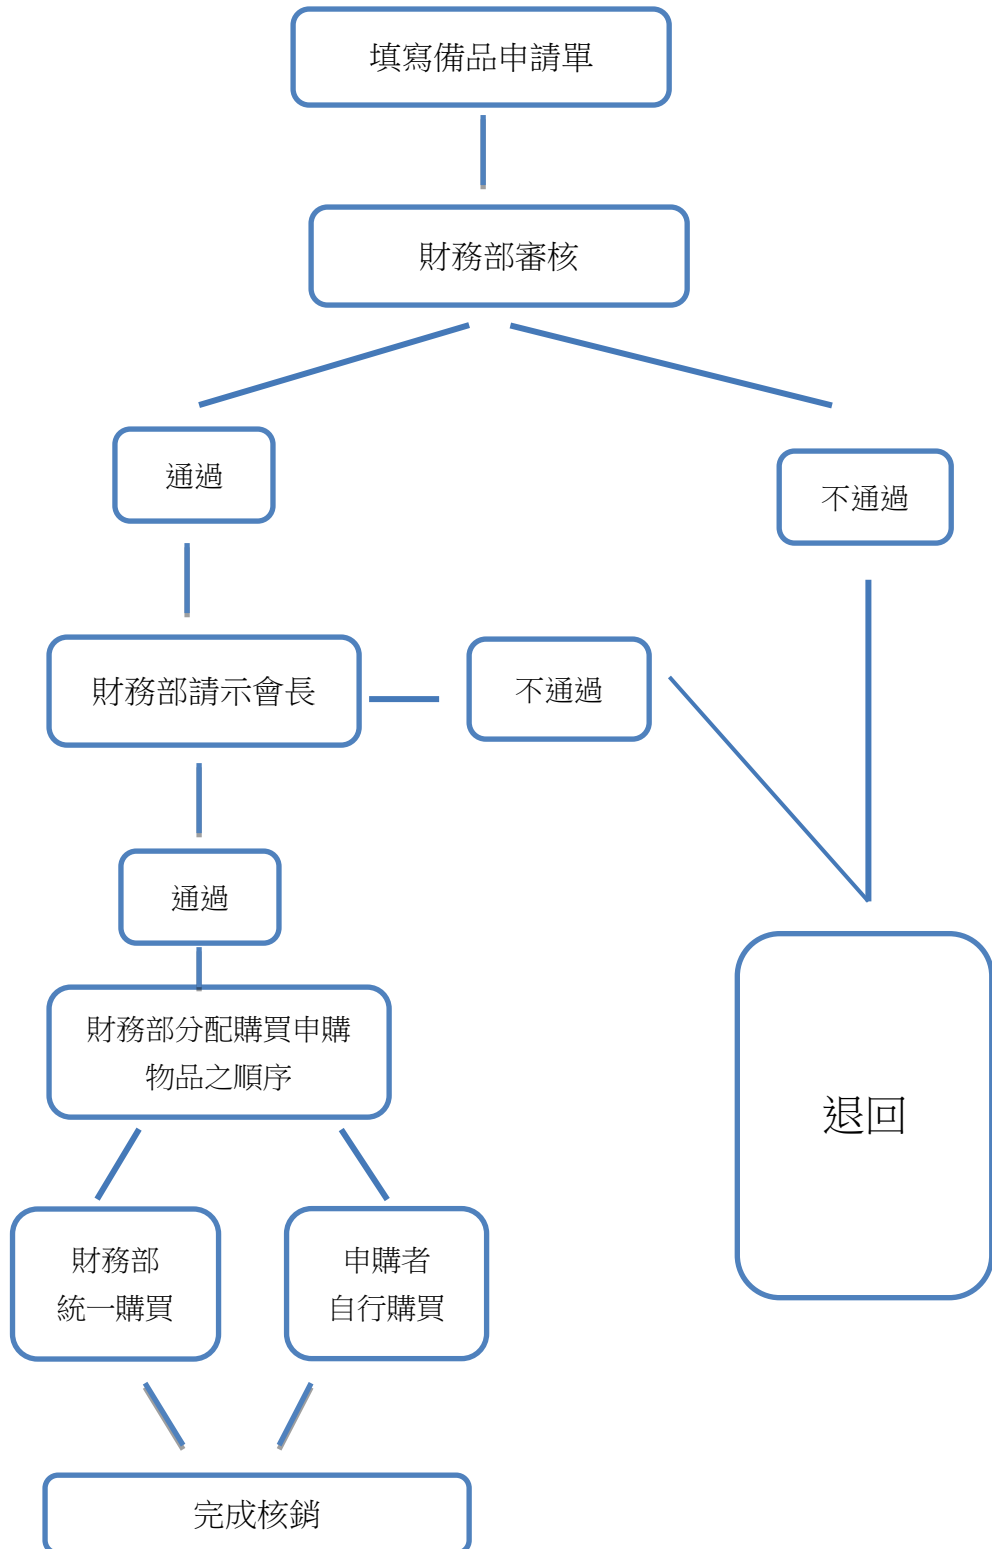 填寫備品申請單
財務部審核
通過
不通過
財務部請示會長
不通過
通過
財務部分配購買申購
物品之順序
退回
財務部
統一購買
申購者
自行購買
完成核銷